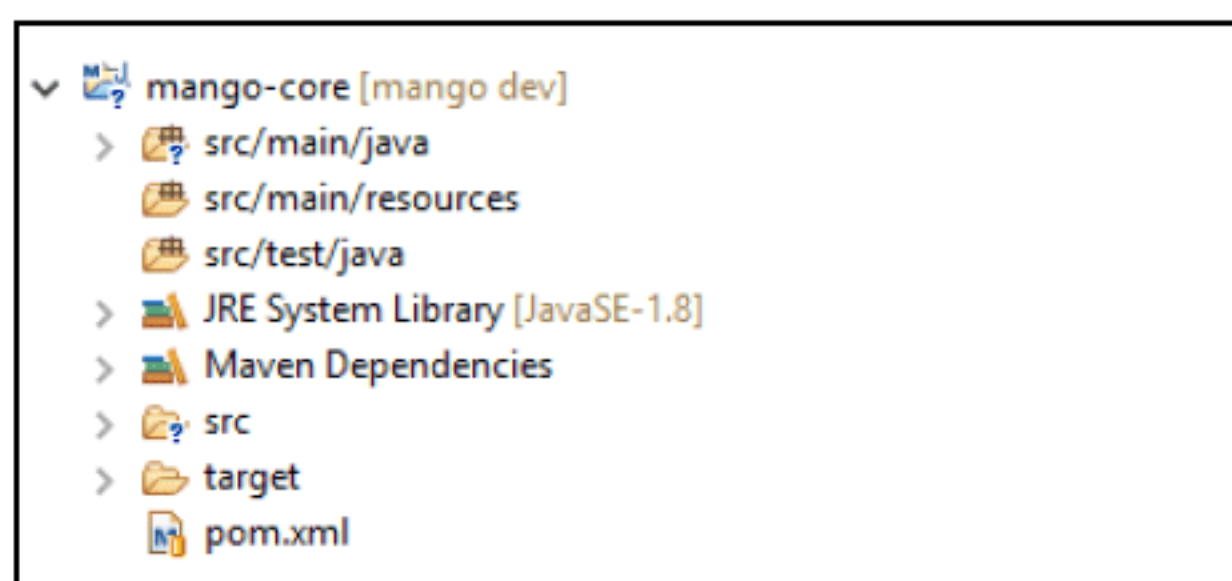 mango-core [mango dev]
src/main/java
src/main/resources
src/test/java
JRE System Library [JavaSE-1.8]
Maven Dependencies
src
target
pom.xml